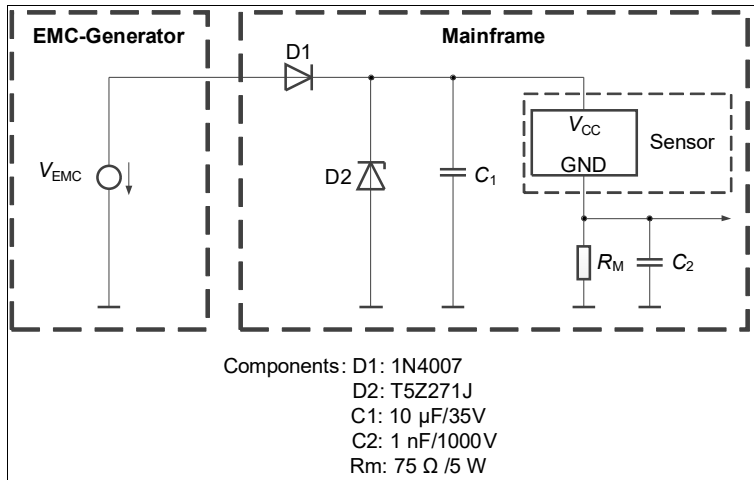 EMC-Generator
Mainframe
D1
VCC
Sensor
GND
VEMC
D2
C1
RM
C2
Components: D1: 1N4007
D2: T5Z271J
C1: 10 µF/35V
C2: 1 nF/1000V
Rm: 75 Ω /5 W